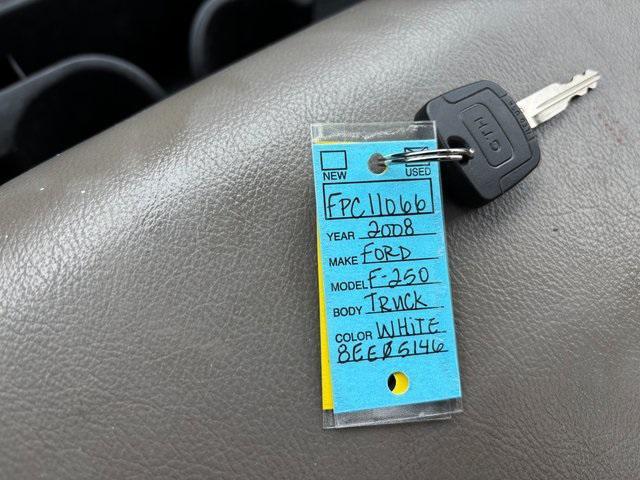 NEW
USED
FPC11066
YEAR 2008
MAKE FORD
MODEL F-250
BODY TRUCK
COLOR WHITE
8EEØ5146